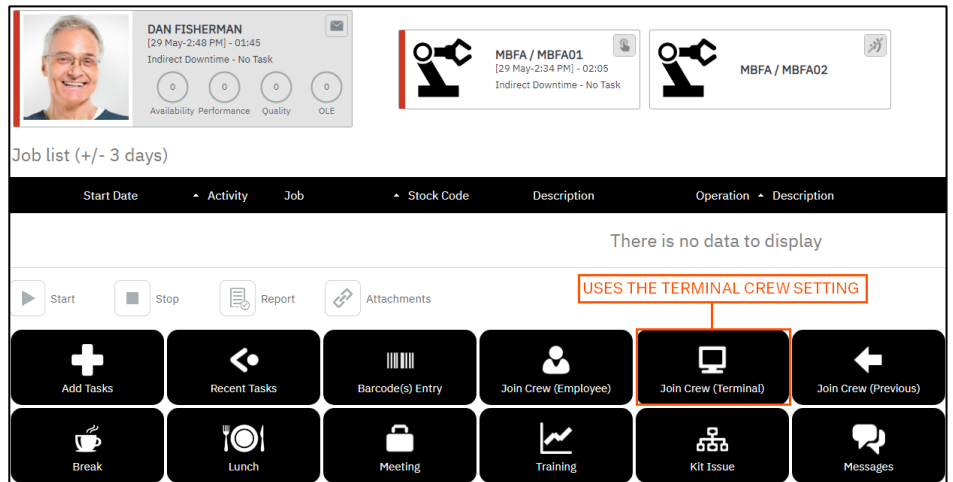 DAN FISHERMAN
[29 May-2:48 PM] - 01:45
Indirect Downtime - No Task
0 0 0 0
Availability Performance Quality OLE
MBFA / MBFA01
[29 May-2:34 PM] - 02:05
Indirect Downtime - No Task
MBFA / MBFA02
Job list (+/- 3 days)
Start Date Activity Job Stock Code Description Operation Description
There is no data to display
Start Stop Report Attachments
USES THE TERMINAL CREW SETTING
Add Tasks Recent Tasks Barcode(s) Entry Join Crew (Employee) Join Crew (Terminal) Join Crew (Previous)
Break Lunch Meeting Training Kit Issue Messages